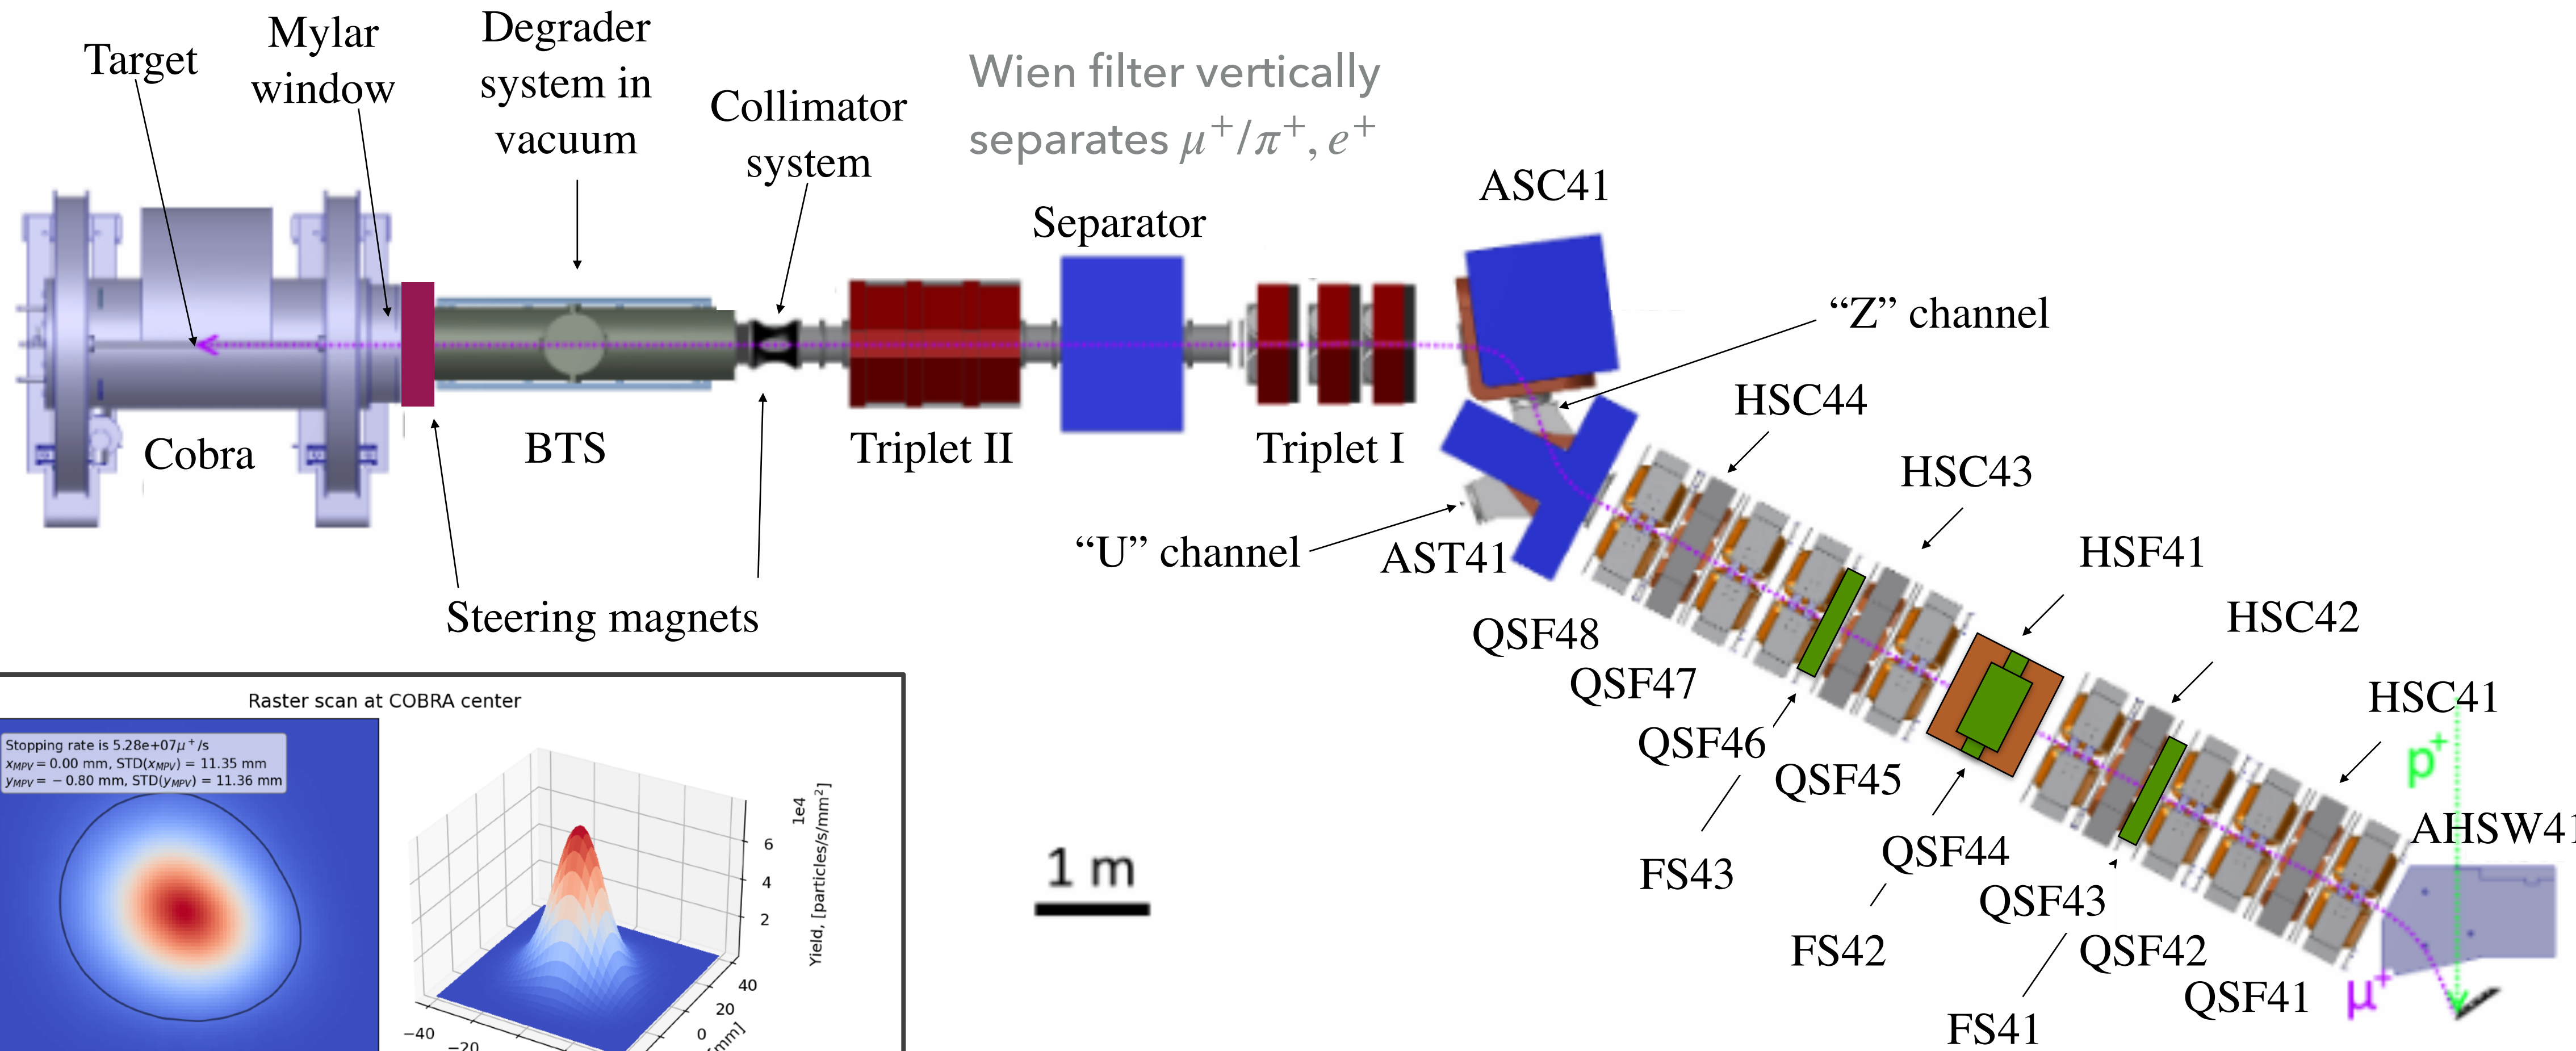 Target
Mylar
window
Degrader
system in
vacuum
Collimator
system
Wien filter vertically
separates μ⁺/π⁺, e⁺
Separator
ASC41
"Z" channel
HSC44
HSC43
HSF41
HSC42
HSC41
Cobra
BTS
Triplet II
Triplet I
"U" channel
AST41
Steering magnets
QSF48
QSF47
QSF46
QSF45
FS43
QSF44
FS42
QSF43
QSF42
FS41
QSF41
p⁺
AHSW41
μ⁺
1 m
Raster scan at COBRA center
Stopping rate is 5.28e+07μ⁺/s
x_MPV = 0.00 mm, STD(x_MPV) = 11.35 mm
y_MPV = − 0.80 mm, STD(y_MPV) = 11.36 mm
1e4
6
4
2
Yield, [particles/s/mm²]
40
20
0
−40
−20